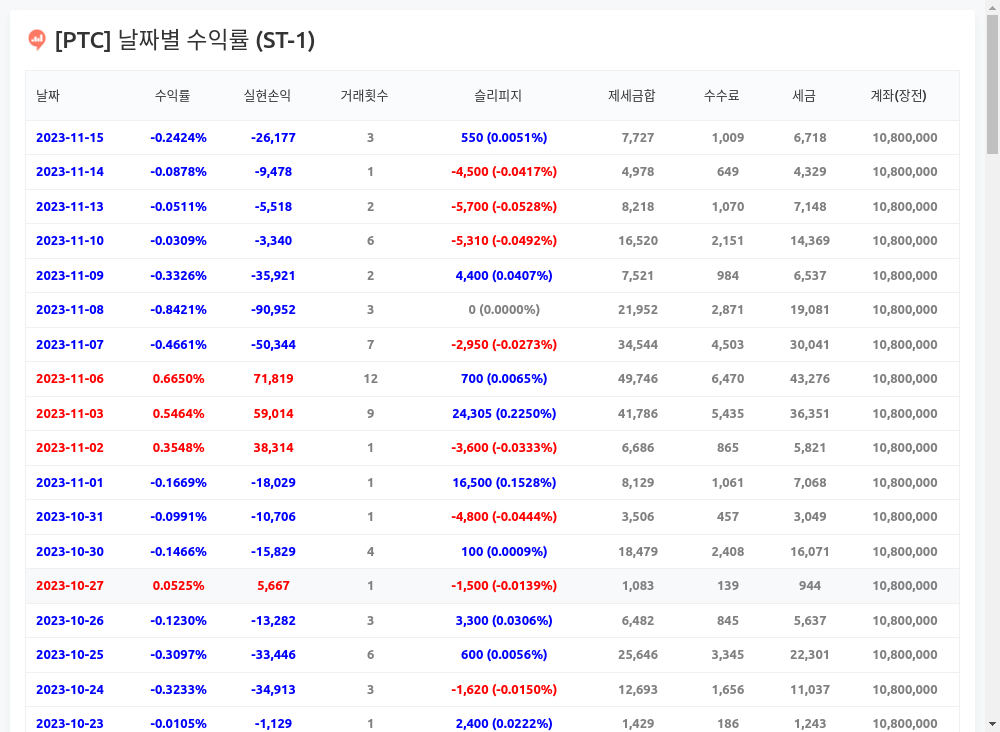 [PTC] 날짜별 수익률 (ST-1)
날짜 수익률 실현손익 거래횟수 슬리피지 제세금합 수수료 세금 계좌(장전)
2023-11-15 -0.2424% -26,177 3 550 (0.0051%) 7,727 1,009 6,718 10,800,000
2023-11-14 -0.0878% -9,478 1 -4,500 (-0.0417%) 4,978 649 4,329 10,800,000
2023-11-13 -0.0511% -5,518 2 -5,700 (-0.0528%) 8,218 1,070 7,148 10,800,000
2023-11-10 -0.0309% -3,340 6 -5,310 (-0.0492%) 16,520 2,151 14,369 10,800,000
2023-11-09 -0.3326% -35,921 2 4,400 (0.0407%) 7,521 984 6,537 10,800,000
2023-11-08 -0.8421% -90,952 3 0 (0.0000%) 21,952 2,871 19,081 10,800,000
2023-11-07 -0.4661% -50,344 7 -2,950 (-0.0273%) 34,544 4,503 30,041 10,800,000
2023-11-06 0.6650% 71,819 12 700 (0.0065%) 49,746 6,470 43,276 10,800,000
2023-11-03 0.5464% 59,014 9 24,305 (0.2250%) 41,786 5,435 36,351 10,800,000
2023-11-02 0.3548% 38,314 1 -3,600 (-0.0333%) 6,686 865 5,821 10,800,000
2023-11-01 -0.1669% -18,029 1 16,500 (0.1528%) 8,129 1,061 7,068 10,800,000
2023-10-31 -0.0991% -10,706 1 -4,800 (-0.0444%) 3,506 457 3,049 10,800,000
2023-10-30 -0.1466% -15,829 4 100 (0.0009%) 18,479 2,408 16,071 10,800,000
2023-10-27 0.0525% 5,667 1 -1,500 (-0.0139%) 1,083 139 944 10,800,000
2023-10-26 -0.1230% -13,282 3 3,300 (0.0306%) 6,482 845 5,637 10,800,000
2023-10-25 -0.3097% -33,446 6 600 (0.0056%) 25,646 3,345 22,301 10,800,000
2023-10-24 -0.3233% -34,913 3 -1,620 (-0.0150%) 12,693 1,656 11,037 10,800,000
2023-10-23 -0.0105% -1,129 1 2,400 (0.0222%) 1,429 186 1,243 10,800,000